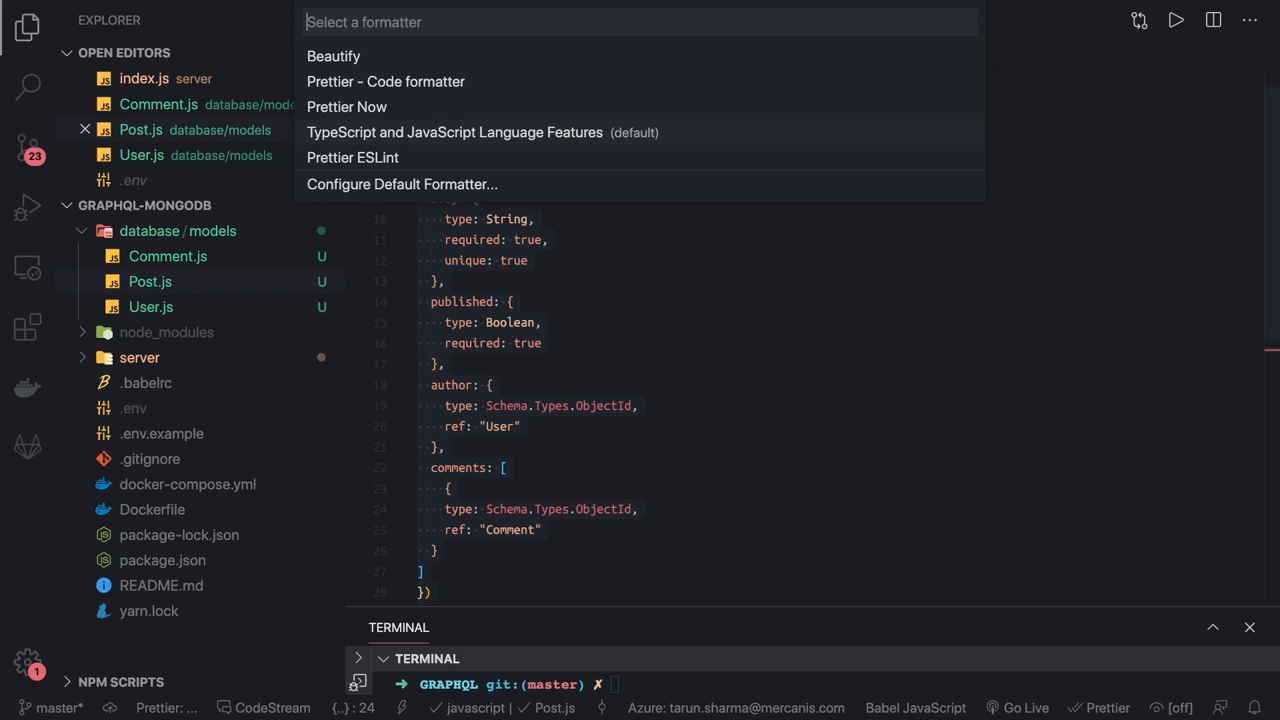 EXPLORER
OPEN EDITORS
index.js server
Comment.js database/mode
Post.js database/models
User.js database/models
.env
GRAPHQL-MONGODB
database / models
Comment.js U
Post.js U
User.js U
node_modules
server
.babelrc
.env
.env.example
.gitignore
docker-compose.yml
Dockerfile
package-lock.json
package.json
README.md
yarn.lock
NPM SCRIPTS
23
1
Select a formatter
Beautify
Prettier - Code formatter
Prettier Now
TypeScript and JavaScript Language Features (default)
Prettier ESLint
Configure Default Formatter...
10 type: String,
11 required: true,
12 unique: true
13 },
14 published: {
15 type: Boolean,
16 required: true
17 },
18 author: {
19 type: Schema.Types.ObjectId,
20 ref: "User"
21 },
22 comments: [
23 {
24 type: Schema.Types.ObjectId,
25 ref: "Comment"
26 }
27 ]
28 })
TERMINAL
TERMINAL
➜ GRAPHQL git:(master) ✗
master* Prettier: ... CodeStream {..} : 24 javascript | Post.js Azure: tarun.sharma@mercanis.com Babel JavaScript Go Live Prettier [off]